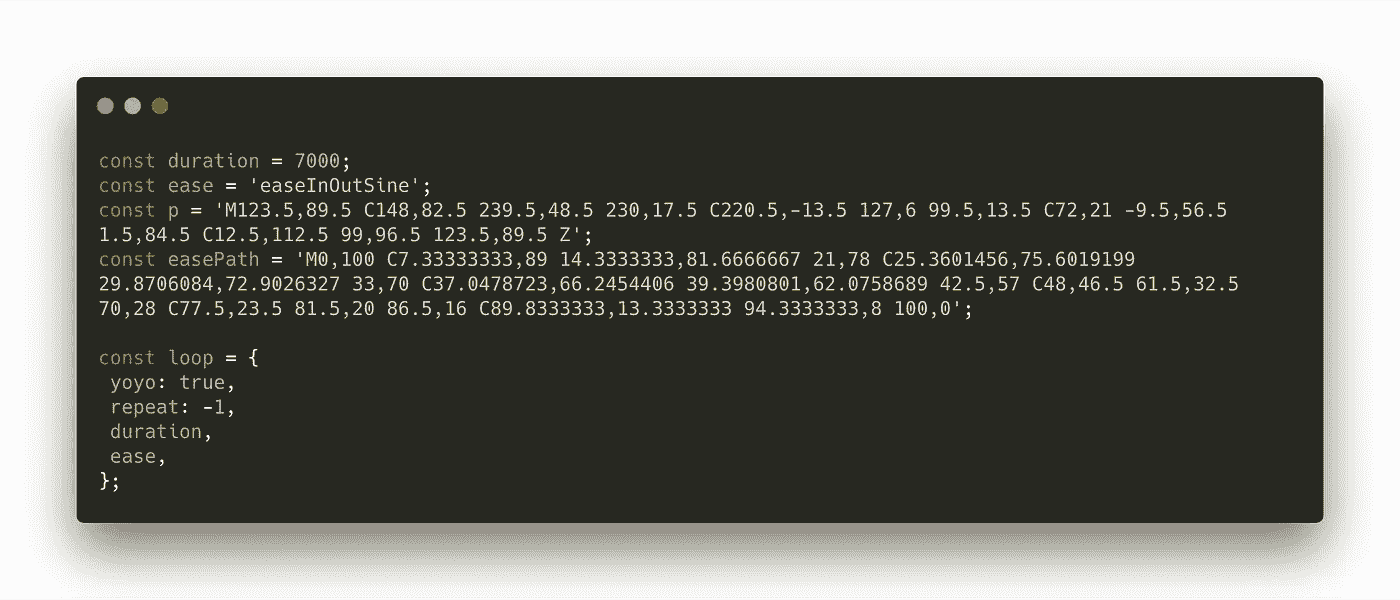 const duration = 7000;
const ease = 'easeInOutSine';
const p = 'M123.5,89.5 C148,82.5 239.5,48.5 230,17.5 C220.5,-13.5 127,6 99.5,13.5 C72,21 -9.5,56.5
1.5,84.5 C12.5,112.5 99,96.5 123.5,89.5 Z';
const easePath = 'M0,100 C7.33333333,89 14.3333333,81.6666667 21,78 C25.3601456,75.6019199
29.8706084,72.9026327 33,70 C37.0478723,66.2454406 39.3980801,62.0758689 42.5,57 C48,46.5 61.5,32.5
70,28 C77.5,23.5 81.5,20 86.5,16 C89.8333333,13.3333333 94.3333333,8 100,0';
const loop = {
yoyo: true,
repeat: -1,
duration,
ease,
};